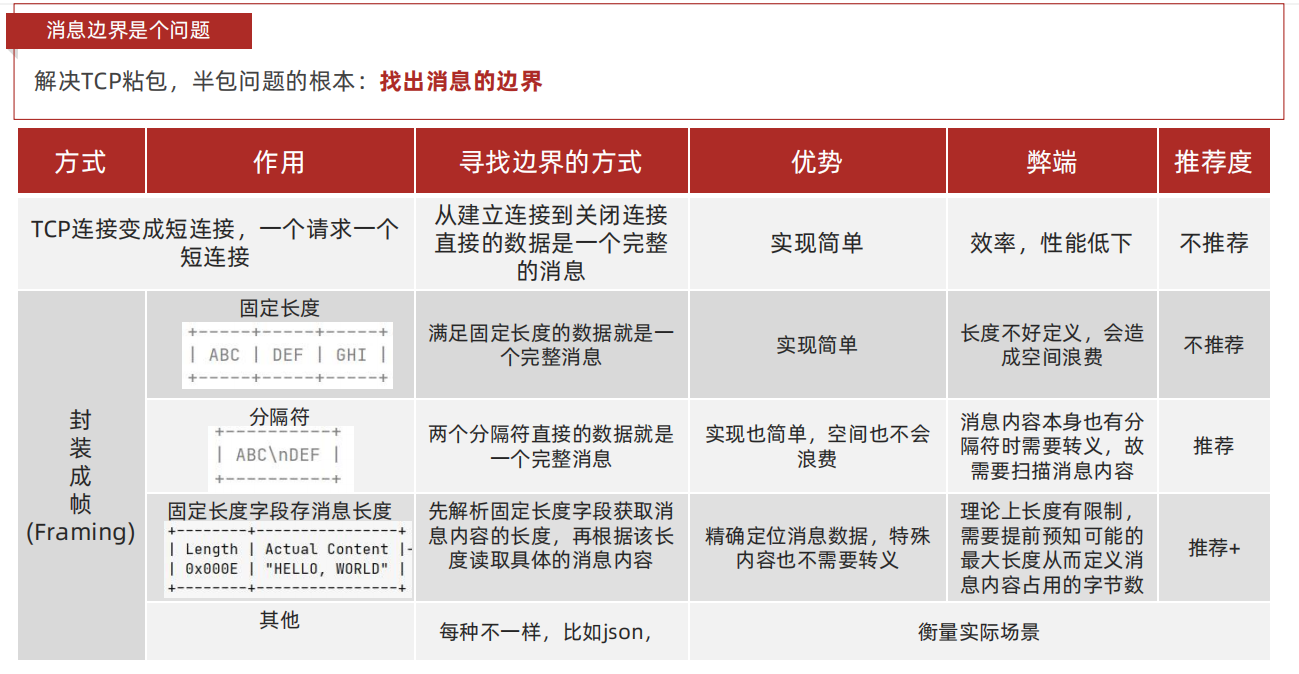 消息边界是个问题
解决TCP粘包，半包问题的根本：找出消息的边界
方式
作用
寻找边界的方式
优势
弊端
推荐度
TCP连接变成短连接，一个请求一个
短连接
从建立连接到关闭连接
直接的数据是一个完整
的消息
实现简单
效率，性能低下
不推荐
封
装
成
帧
(Framing)
固定长度
+-----+-----+-----+
| ABC | DEF | GHI |
+-----+-----+-----+
满足固定长度的数据就是一
个完整消息
实现简单
长度不好定义，会造
成空间浪费
不推荐
分隔符
+----------+
| ABC\nDEF |
+----------+
两个分隔符直接的数据就是
一个完整消息
实现也简单，空间也不会
浪费
消息内容本身也有分
隔符时需要转义，故
需要扫描消息内容
推荐
固定长度字段存消息长度
+--------+----------------+
| Length | Actual Content |-
| 0x000E | "HELLO, WORLD" |
+--------+----------------+
先解析固定长度字段获取消
息内容的长度，再根据该长
度读取具体的消息内容
精确定位消息数据，特殊
内容也不需要转义
理论上长度有限制，
需要提前预知可能的
最大长度从而定义消
息内容占用的字节数
推荐+
其他
每种不一样，比如json，
衡量实际场景